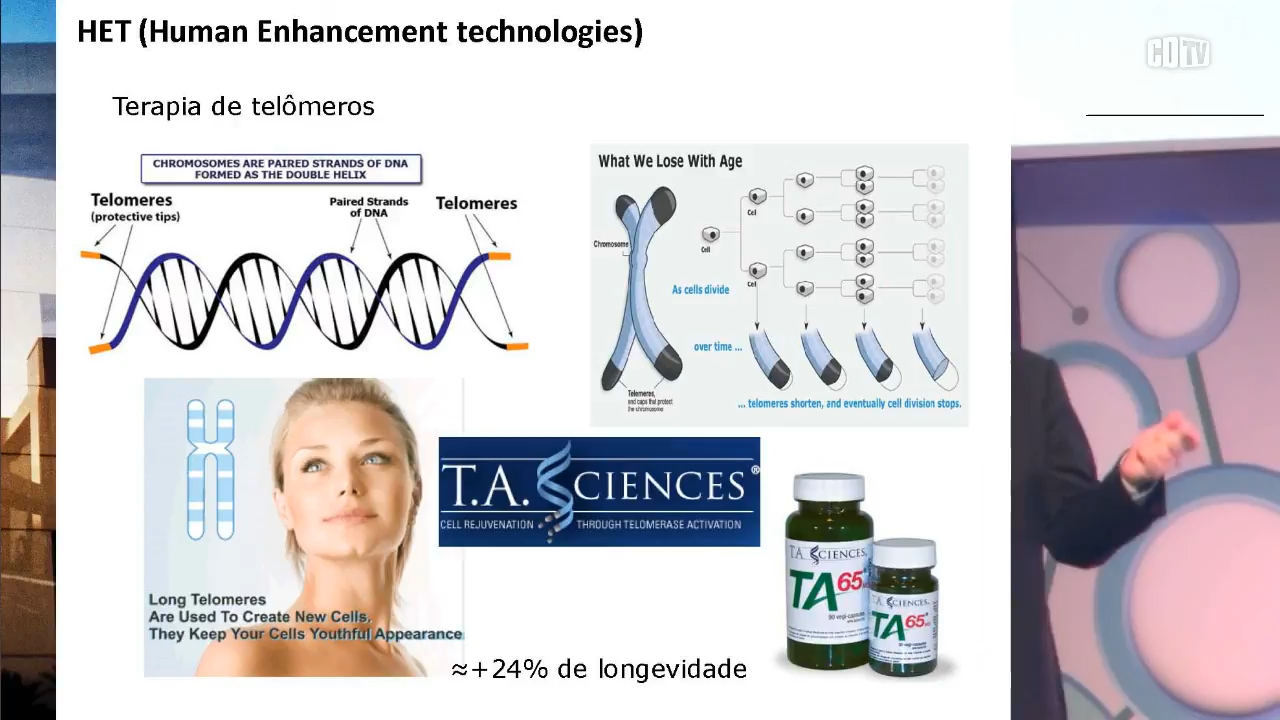 HET (Human Enhancement technologies)
CDTV
Terapia de telômeros
CHROMOSOMES ARE PAIRED STRANDS OF DNA
FORMED AS THE DOUBLE HELIX
Telomeres
(protective tips)
Paired Strands
of DNA
Telomeres
What We Lose With Age
Chromosome
Cell
Cell
Cell
As cells divide
over time ...
Telomeres,
end caps that protect
the chromosome
... telomeres shorten, and eventually cell division stops.
T.A. SCIENCES®
CELL REJUVENATION THROUGH TELOMERASE ACTIVATION
Long Telomeres
Are Used To Create New Cells.
They Keep Your Cells Youthful Appearance
T.A. SCIENCES
TA 65
T.A. SCIENCES
TA 65
≈+24% de longevidade